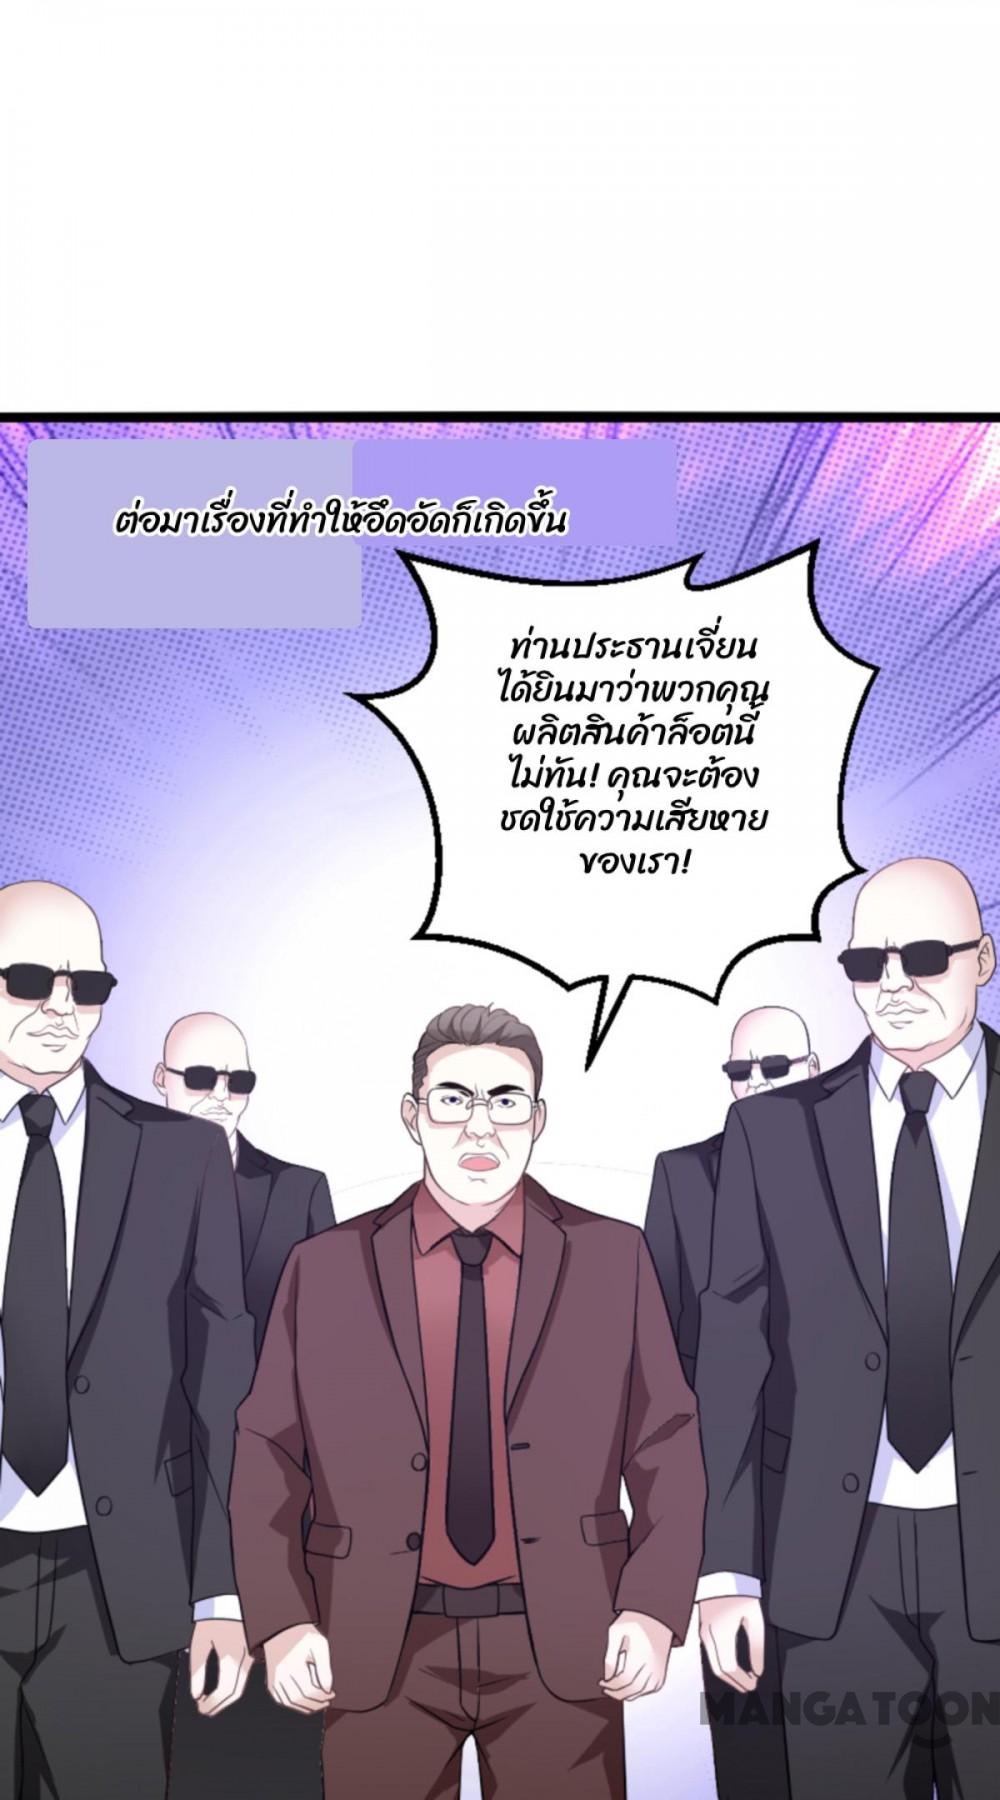 ต่อมาเรื่องที่ทำให้อึดอัดก็เกิดขึ้น
ท่านประธานเจี่ยน
ได้ยินมาว่าพวกคุณ
ผลิตสินค้าล็อตนี้
ไม่ทัน! คุณจะต้อง
ชดใช้ความเสียหาย
ของเรา!
MANGATOON